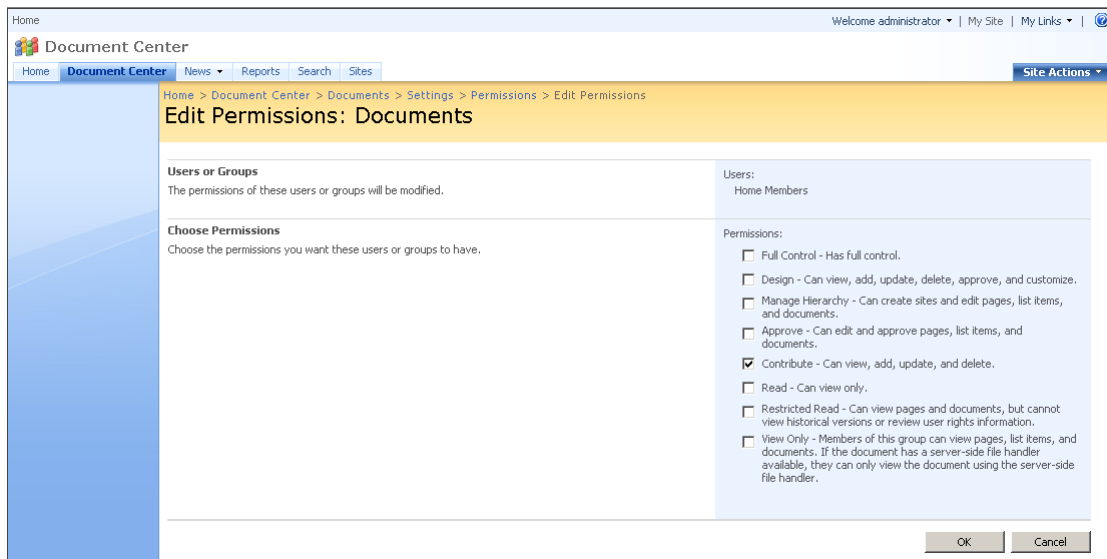 Home
Welcome administrator | My Site | My Links |
Document Center
Home Document Center News Reports Search Sites Site Actions
Home > Document Center > Documents > Settings > Permissions > Edit Permissions
Edit Permissions: Documents
Users or Groups
The permissions of these users or groups will be modified.
Users:
Home Members
Choose Permissions
Choose the permissions you want these users or groups to have.
Permissions:
Full Control - Has full control.
Design - Can view, add, update, delete, approve, and customize.
Manage Hierarchy - Can create sites and edit pages, list items,
and documents.
Approve - Can edit and approve pages, list items, and
documents.
Contribute - Can view, add, update, and delete.
Read - Can view only.
Restricted Read - Can view pages and documents, but cannot
view historical versions or review user rights information.
View Only - Members of this group can view pages, list items, and
documents. If the document has a server-side file handler
available, they can only view the document using the server-side
file handler.
OK Cancel